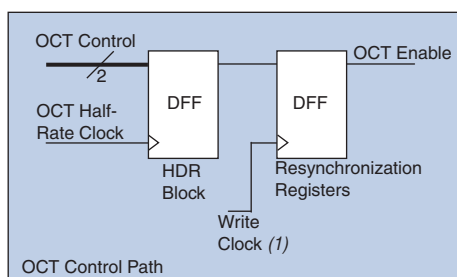 OCT Control
OCT Enable
2
DFF
DFF
OCT Half-
Rate Clock
HDR
Block
Resynchronization
Registers
Write
Clock (1)
OCT Control Path